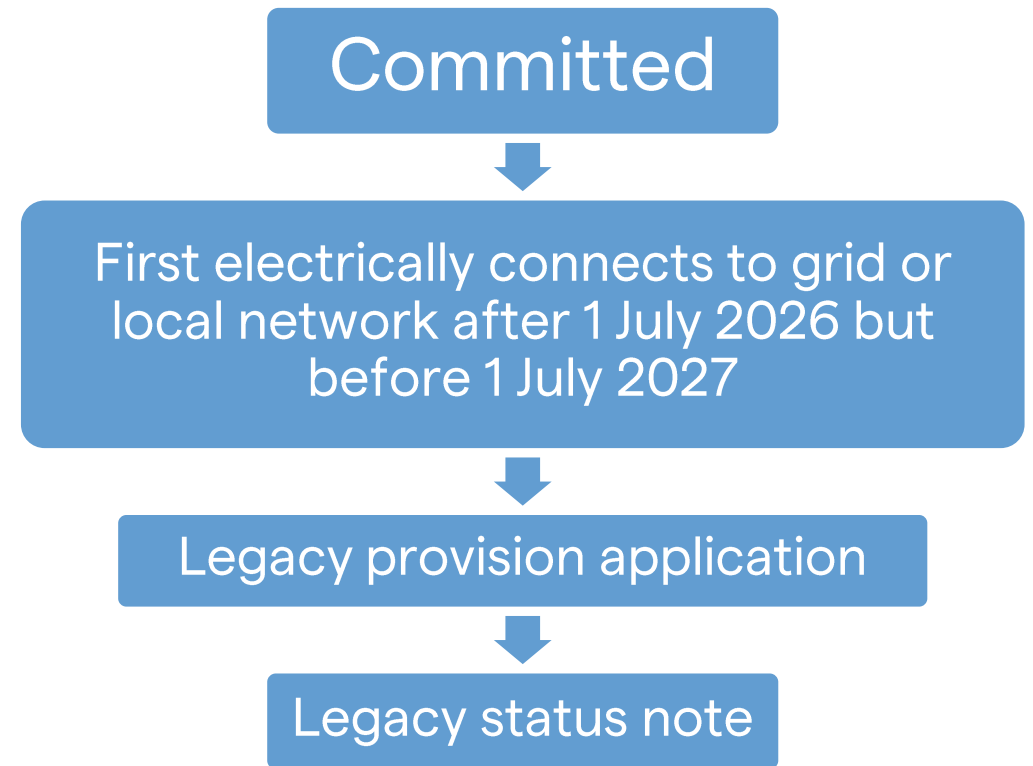 Committed
First electrically connects to grid or
local network after 1 July 2026 but
before 1 July 2027
Legacy provision application
Legacy status note